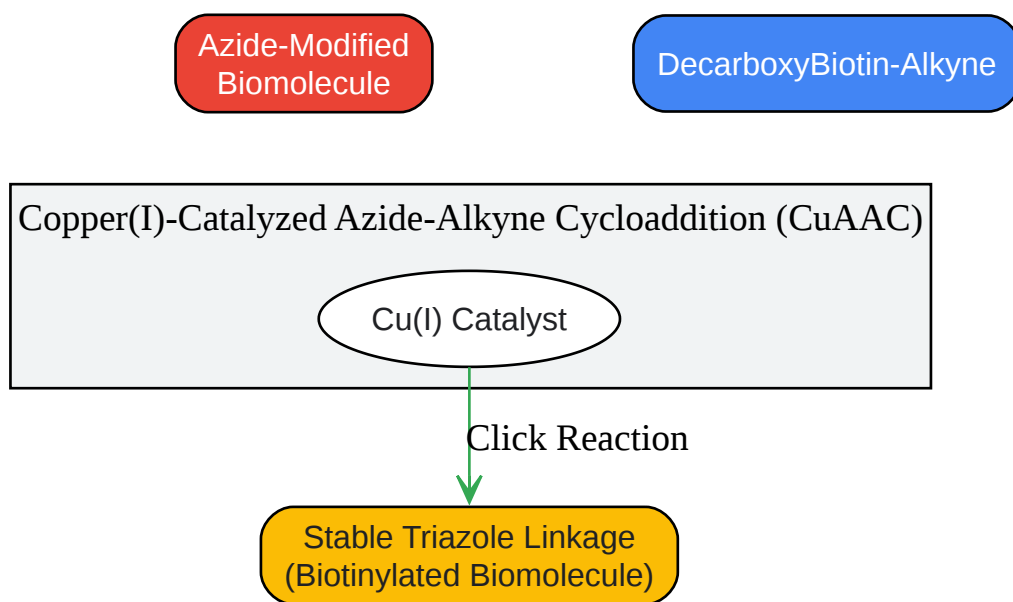 Azide-Modified
Biomolecule
DecarboxyBiotin-Alkyne
Copper(I)-Catalyzed Azide-Alkyne Cycloaddition (CuAAC)
Cu(I) Catalyst
Click Reaction
Stable Triazole Linkage
(Biotinylated Biomolecule)